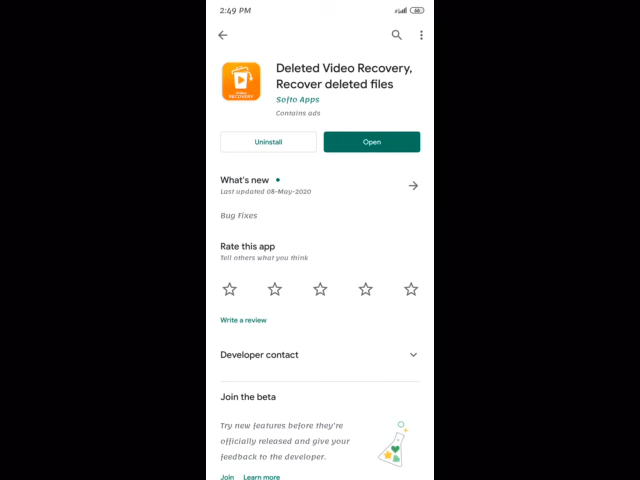 2:49 PM
66
Deleted Video Recovery,
Recover deleted files
Softo Apps
Contains ads
RECOVERY
Uninstall
Open
What's new
Last updated 08-May-2020
Bug Fixes
Rate this app
Tell others what you think
Write a review
Developer contact
Join the beta
Try new features before they're
officially released and give your
feedback to the developer.
Join
Learn more